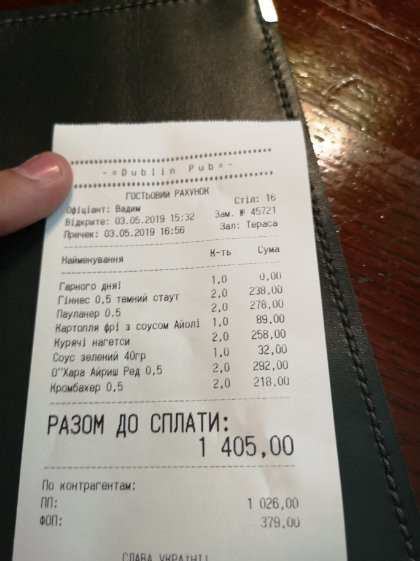 -=Dublin Pub=-
ГОСТЬОВИЙ РАХУНОК
Офіціант: Вадим Стіл: 16
Відкрите: 03.05.2019 15:32 Зам. № 45721
Пречек: 03.05.2019 16:56 Зал: Тераса
Найменування К-ть Сума
Гарного дня! 1,0 0,00
Гіннес 0,5 темний стаут 2,0 238,00
Пауланер 0.5 2,0 278,00
Картопля фрі з соусом Айолі 1,0 89,00
Курячі нагетси 2,0 258,00
Соус зелений 40гр 1,0 32,00
О"Хара Айриш Ред 0,5 2,0 292,00
Кромбахер 0,5 2,0 218,00
РАЗОМ ДО СПЛАТИ:
1 405,00
По контрагентам:
ПП: 1 026,00
ФОП: 379,00
СЛАВА УКРАЇНІ!